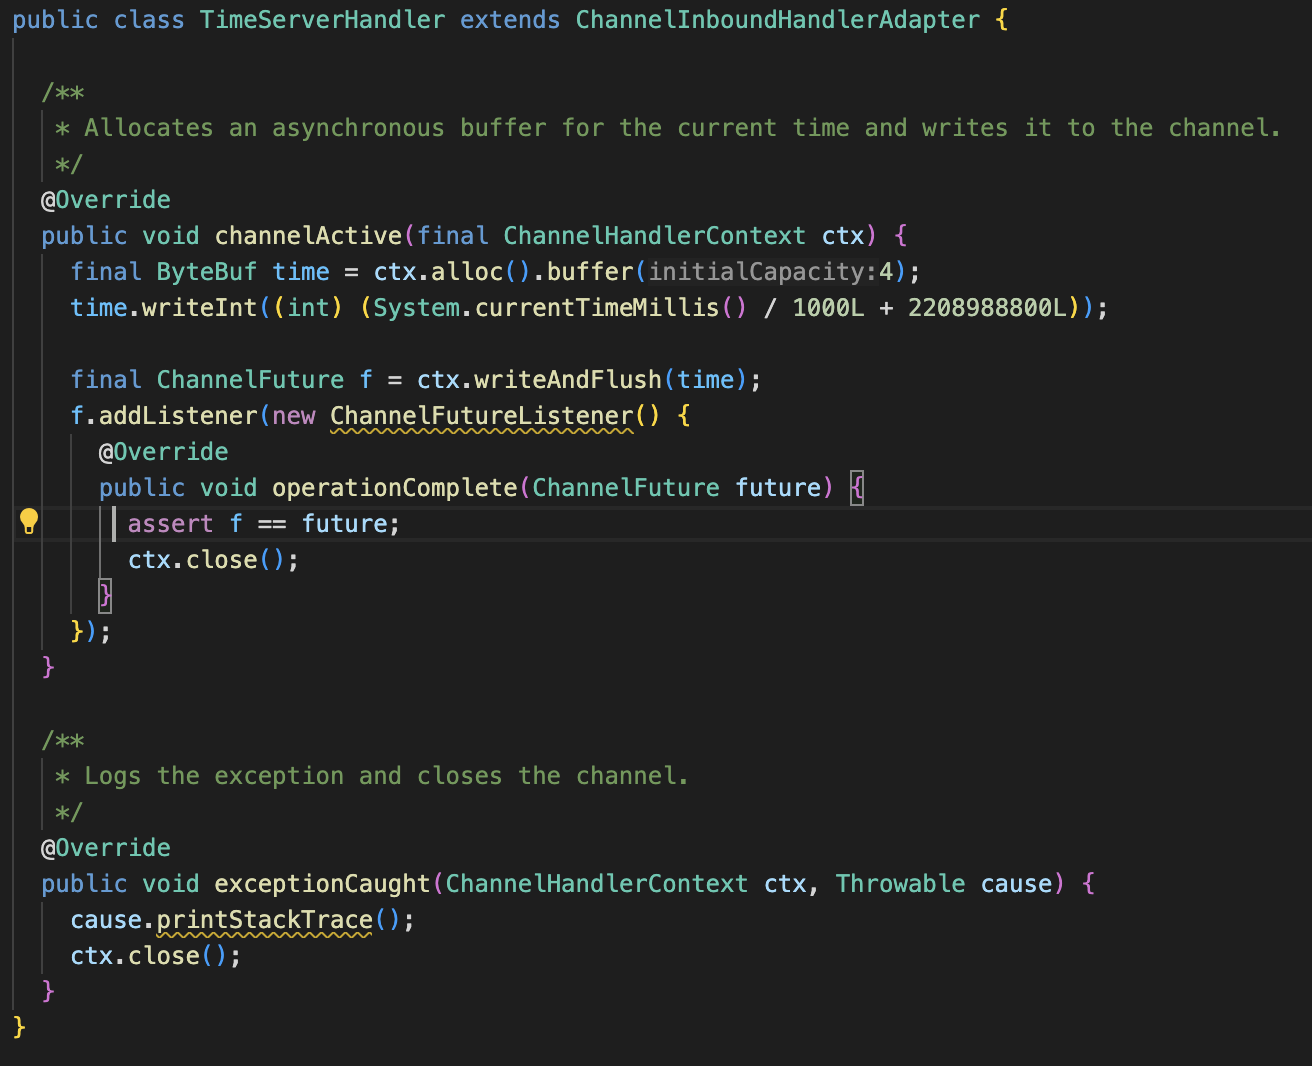 public class TimeServerHandler extends ChannelInboundHandlerAdapter {
/**
* Allocates an asynchronous buffer for the current time and writes it to the channel.
*/
@Override
public void channelActive(final ChannelHandlerContext ctx) {
final ByteBuf time = ctx.alloc().buffer(initialCapacity:4);
time.writeInt((int) (System.currentTimeMillis() / 1000L + 2208988800L));
final ChannelFuture f = ctx.writeAndFlush(time);
f.addListener(new ChannelFutureListener() {
@Override
public void operationComplete(ChannelFuture future) {
assert f == future;
ctx.close();
}
});
}
/**
* Logs the exception and closes the channel.
*/
@Override
public void exceptionCaught(ChannelHandlerContext ctx, Throwable cause) {
cause.printStackTrace();
ctx.close();
}
}